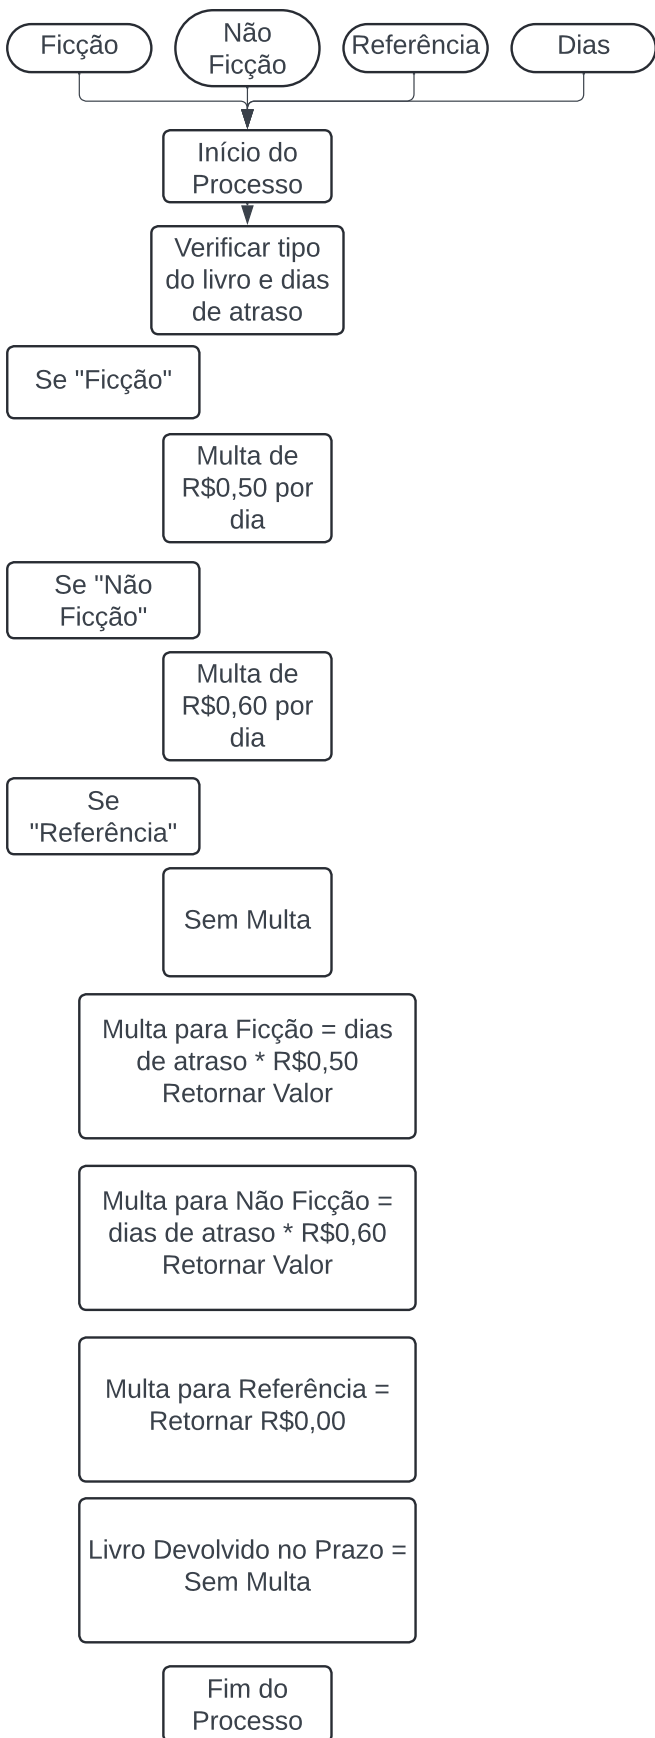 Ficção
Não
Ficção
Referência
Dias
Início do
Processo
Verificar tipo
do livro e dias
de atraso
Se "Ficção"
Multa de
R$0,50 por
dia
Se "Não
Ficção"
Multa de
R$0,60 por
dia
Se
"Referência"
Sem Multa
Multa para Ficção = dias
de atraso * R$0,50
Retornar Valor
Multa para Não Ficção =
dias de atraso * R$0,60
Retornar Valor
Multa para Referência =
Retornar R$0,00
Livro Devolvido no Prazo =
Sem Multa
Fim do
Processo